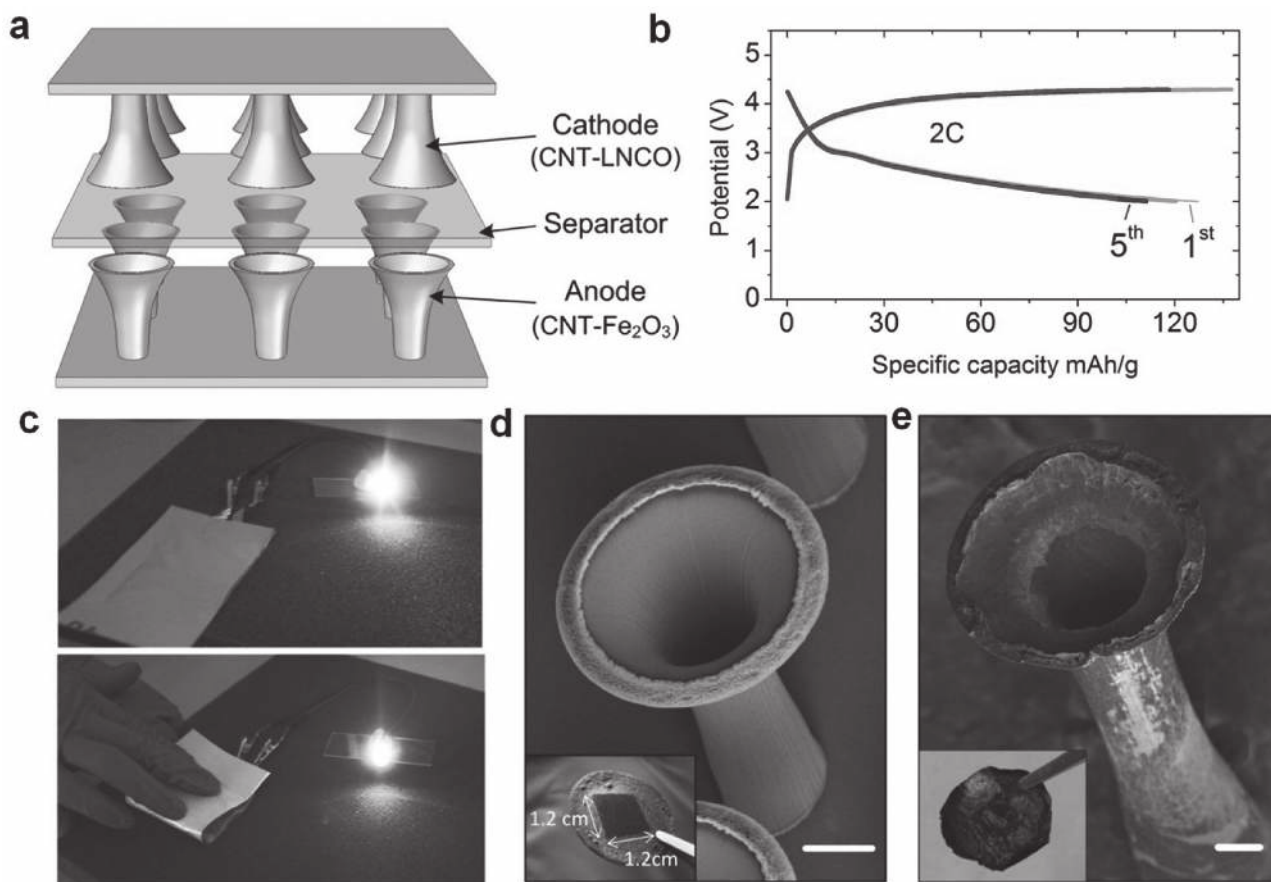 a
Cathode
(CNT-LNCO)
Separator
Anode
(CNT-Fe₂O₃)
b
Potential (V)
5
4
3
2
1
0
2C
5th
1st
0
30
60
90
120
Specific capacity mAh/g
c
d
1.2 cm
1.2cm
e